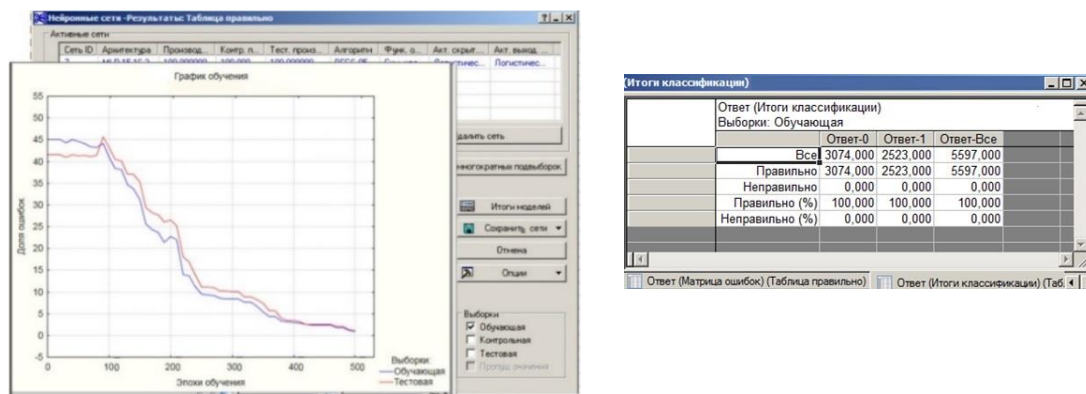 Нейронные сети -Результаты: Таблица правильно
Активные сети
Сеть ID Архитектура Производ... Контр. п... Тест. произ... Алгоритм Функ. о... Акт. скрыт... Акт. выход. ...
Логистичес...
График обучения
55
50
45
40
35
30
25
20
15
10
5
0
-5
Доля ошибок
0 100 200 300 400 500
Эпохи обучения
Выборки:
Обучающая
Тестовая
далить сеть
многократных подвыборок
Итоги моделей
Сохранить сети
Отмена
Опции
Выборки
Обучающая
Контрольная
Тестовая
Пропущ. значения
(Итоги классификации)
Ответ (Итоги классификации)
Выборки: Обучающая
Ответ-0 Ответ-1 Ответ-Все
Все 3074,000 2523,000 5597,000
Правильно 3074,000 2523,000 5597,000
Неправильно 0,000 0,000 0,000
Правильно (%) 100,000 100,000 100,000
Неправильно (%) 0,000 0,000 0,000
Ответ (Матрица ошибок) (Таблица правильно) Ответ (Итоги классификации) (Таб.